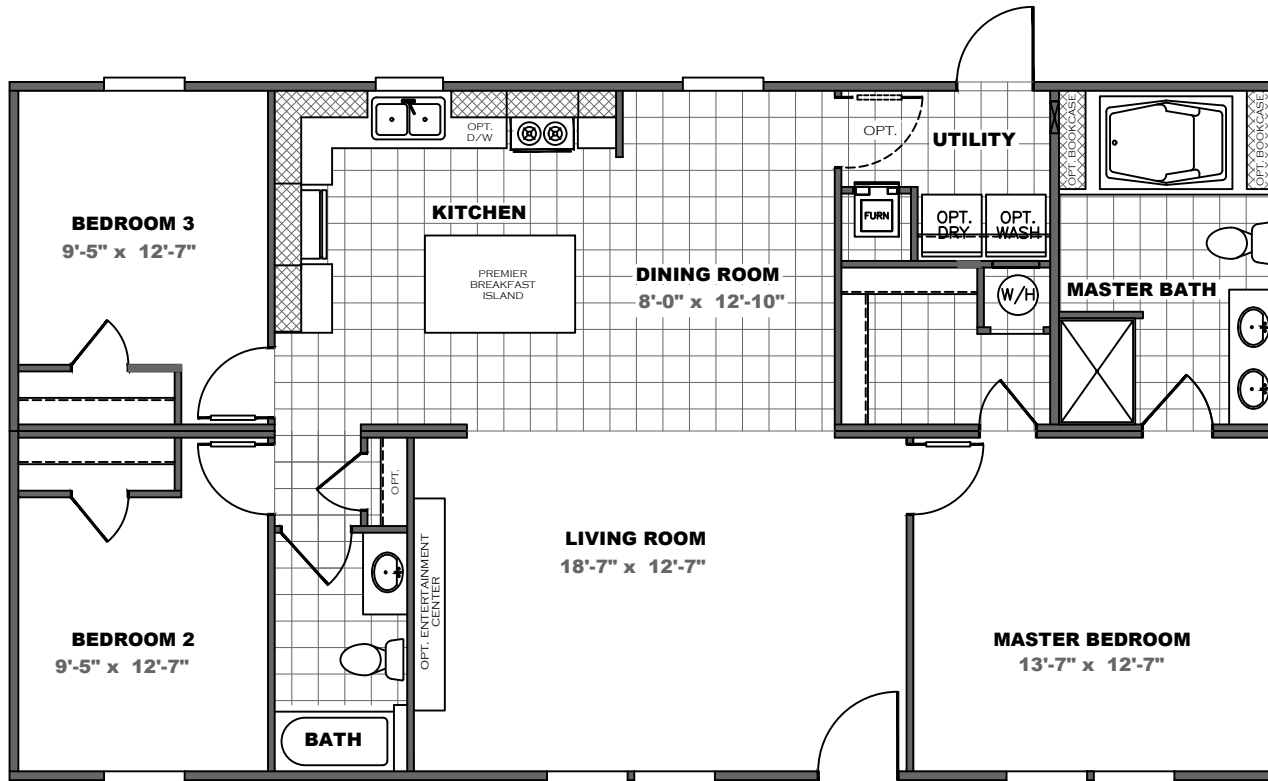 OPT.
D/W
OPT.
UTILITY
OPT. BOOKCASE
OPT. BOOKCASE
BEDROOM 3
9'-5" x 12'-7"
KITCHEN
FURN
OPT.
DRY
OPT.
WASH
PREMIER
BREAKFAST
ISLAND
DINING ROOM
8'-0" x 12'-10"
W/H
MASTER BATH
OPT.
LIVING ROOM
18'-7" x 12'-7"
OPT. ENTERTAINMENT
CENTER
BEDROOM 2
9'-5" x 12'-7"
MASTER BEDROOM
13'-7" x 12'-7"
BATH